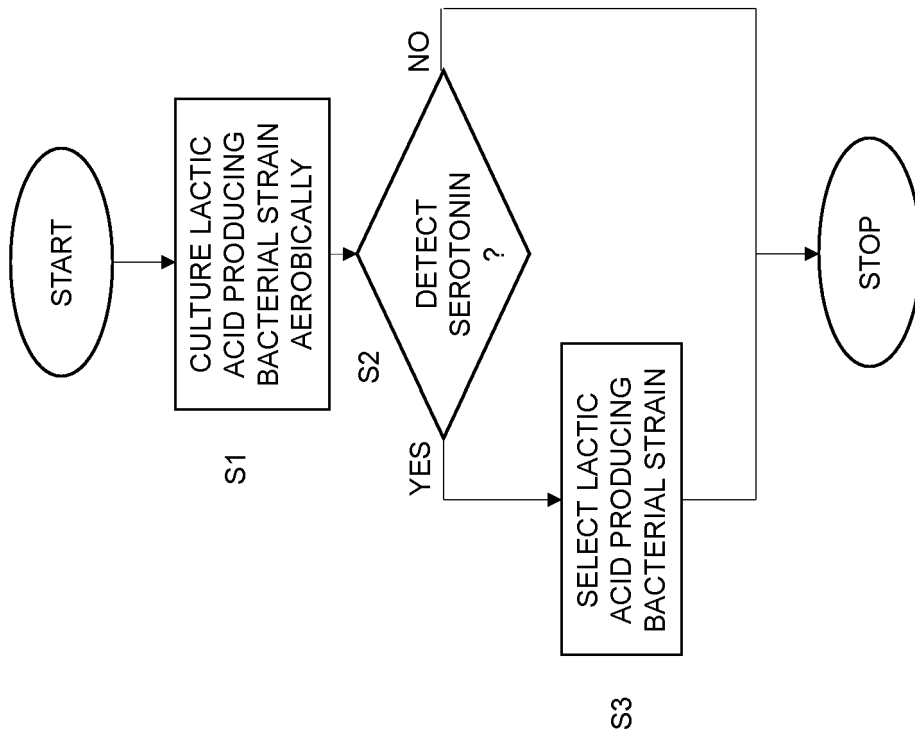 START
S1
CULTURE LACTIC
ACID PRODUCING
BACTERIAL STRAIN
AEROBICALLY
S2
DETECT
SEROTONIN
?
YES
NO
S3
SELECT LACTIC
ACID PRODUCING
BACTERIAL STRAIN
STOP